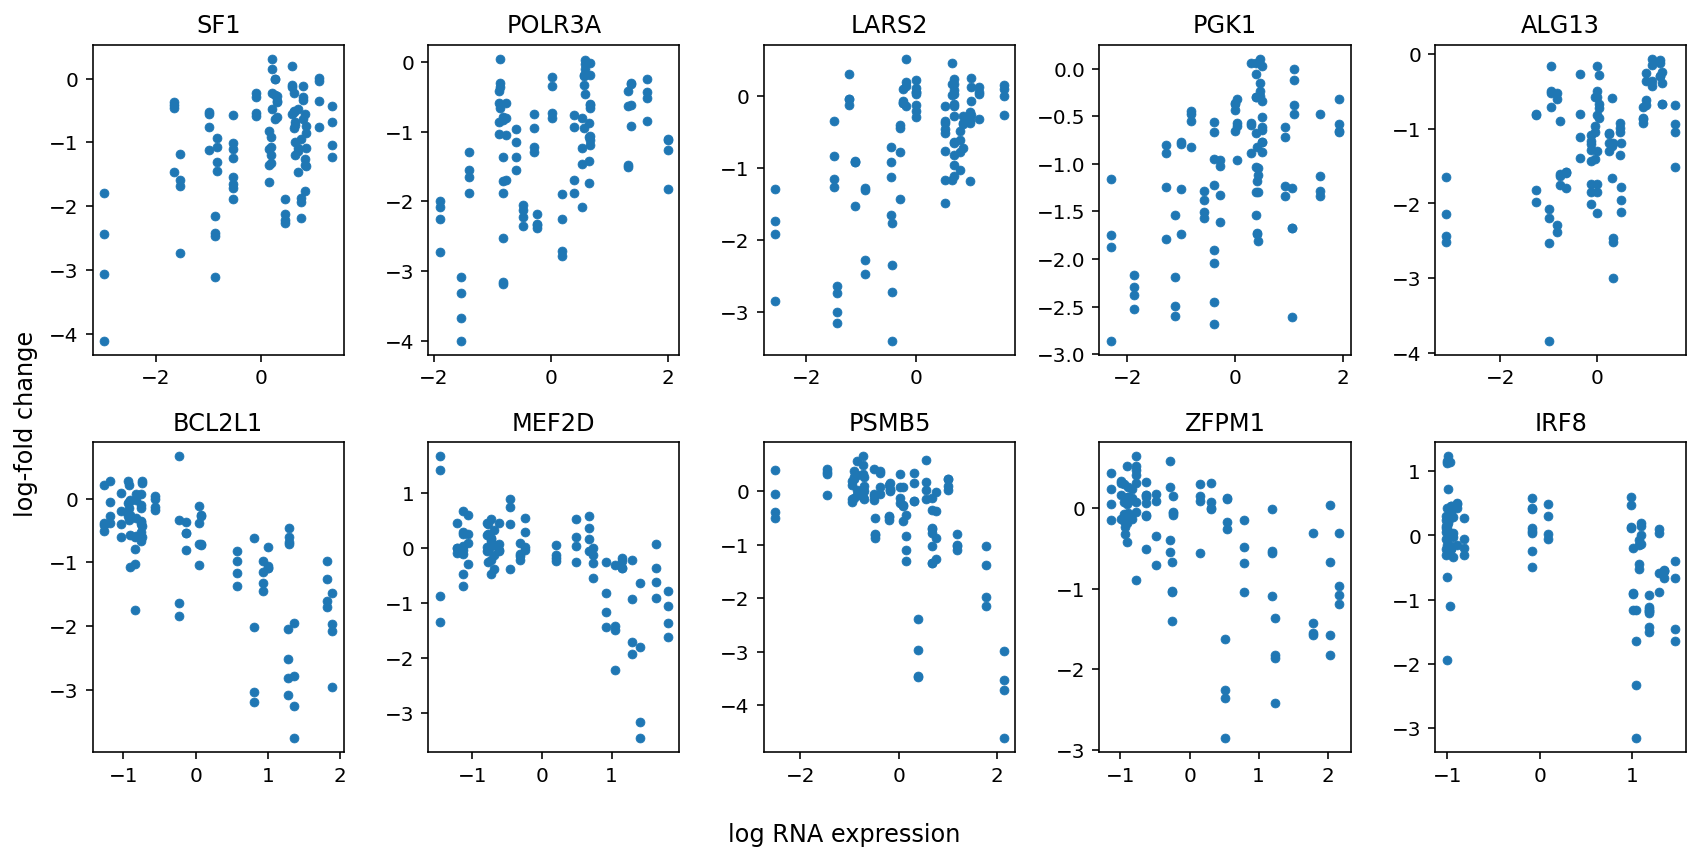 SF1 POLR3A LARS2 PGK1 ALG13
0 0 0 0.0 0
−1 −1 −1 −0.5 −1
−2 −2 −2 −1.0 −2
−3 −3 −3 −1.5 −3
−4 −4 −2.0 −4
−2.5
−3.0
−2 0 −2 0 2 −2 0 −2 0 2 −2 0
log-fold change
BCL2L1 MEF2D PSMB5 ZFPM1 IRF8
0 1 0 0 1
−1 0 −1 −1 0
−2 −1 −2 −2 −1
−3 −2 −3 −3 −2
−3 −4 −3
−1 0 1 2 −1 0 1 −2 0 2 −1 0 1 2 −1 0 1
log RNA expression